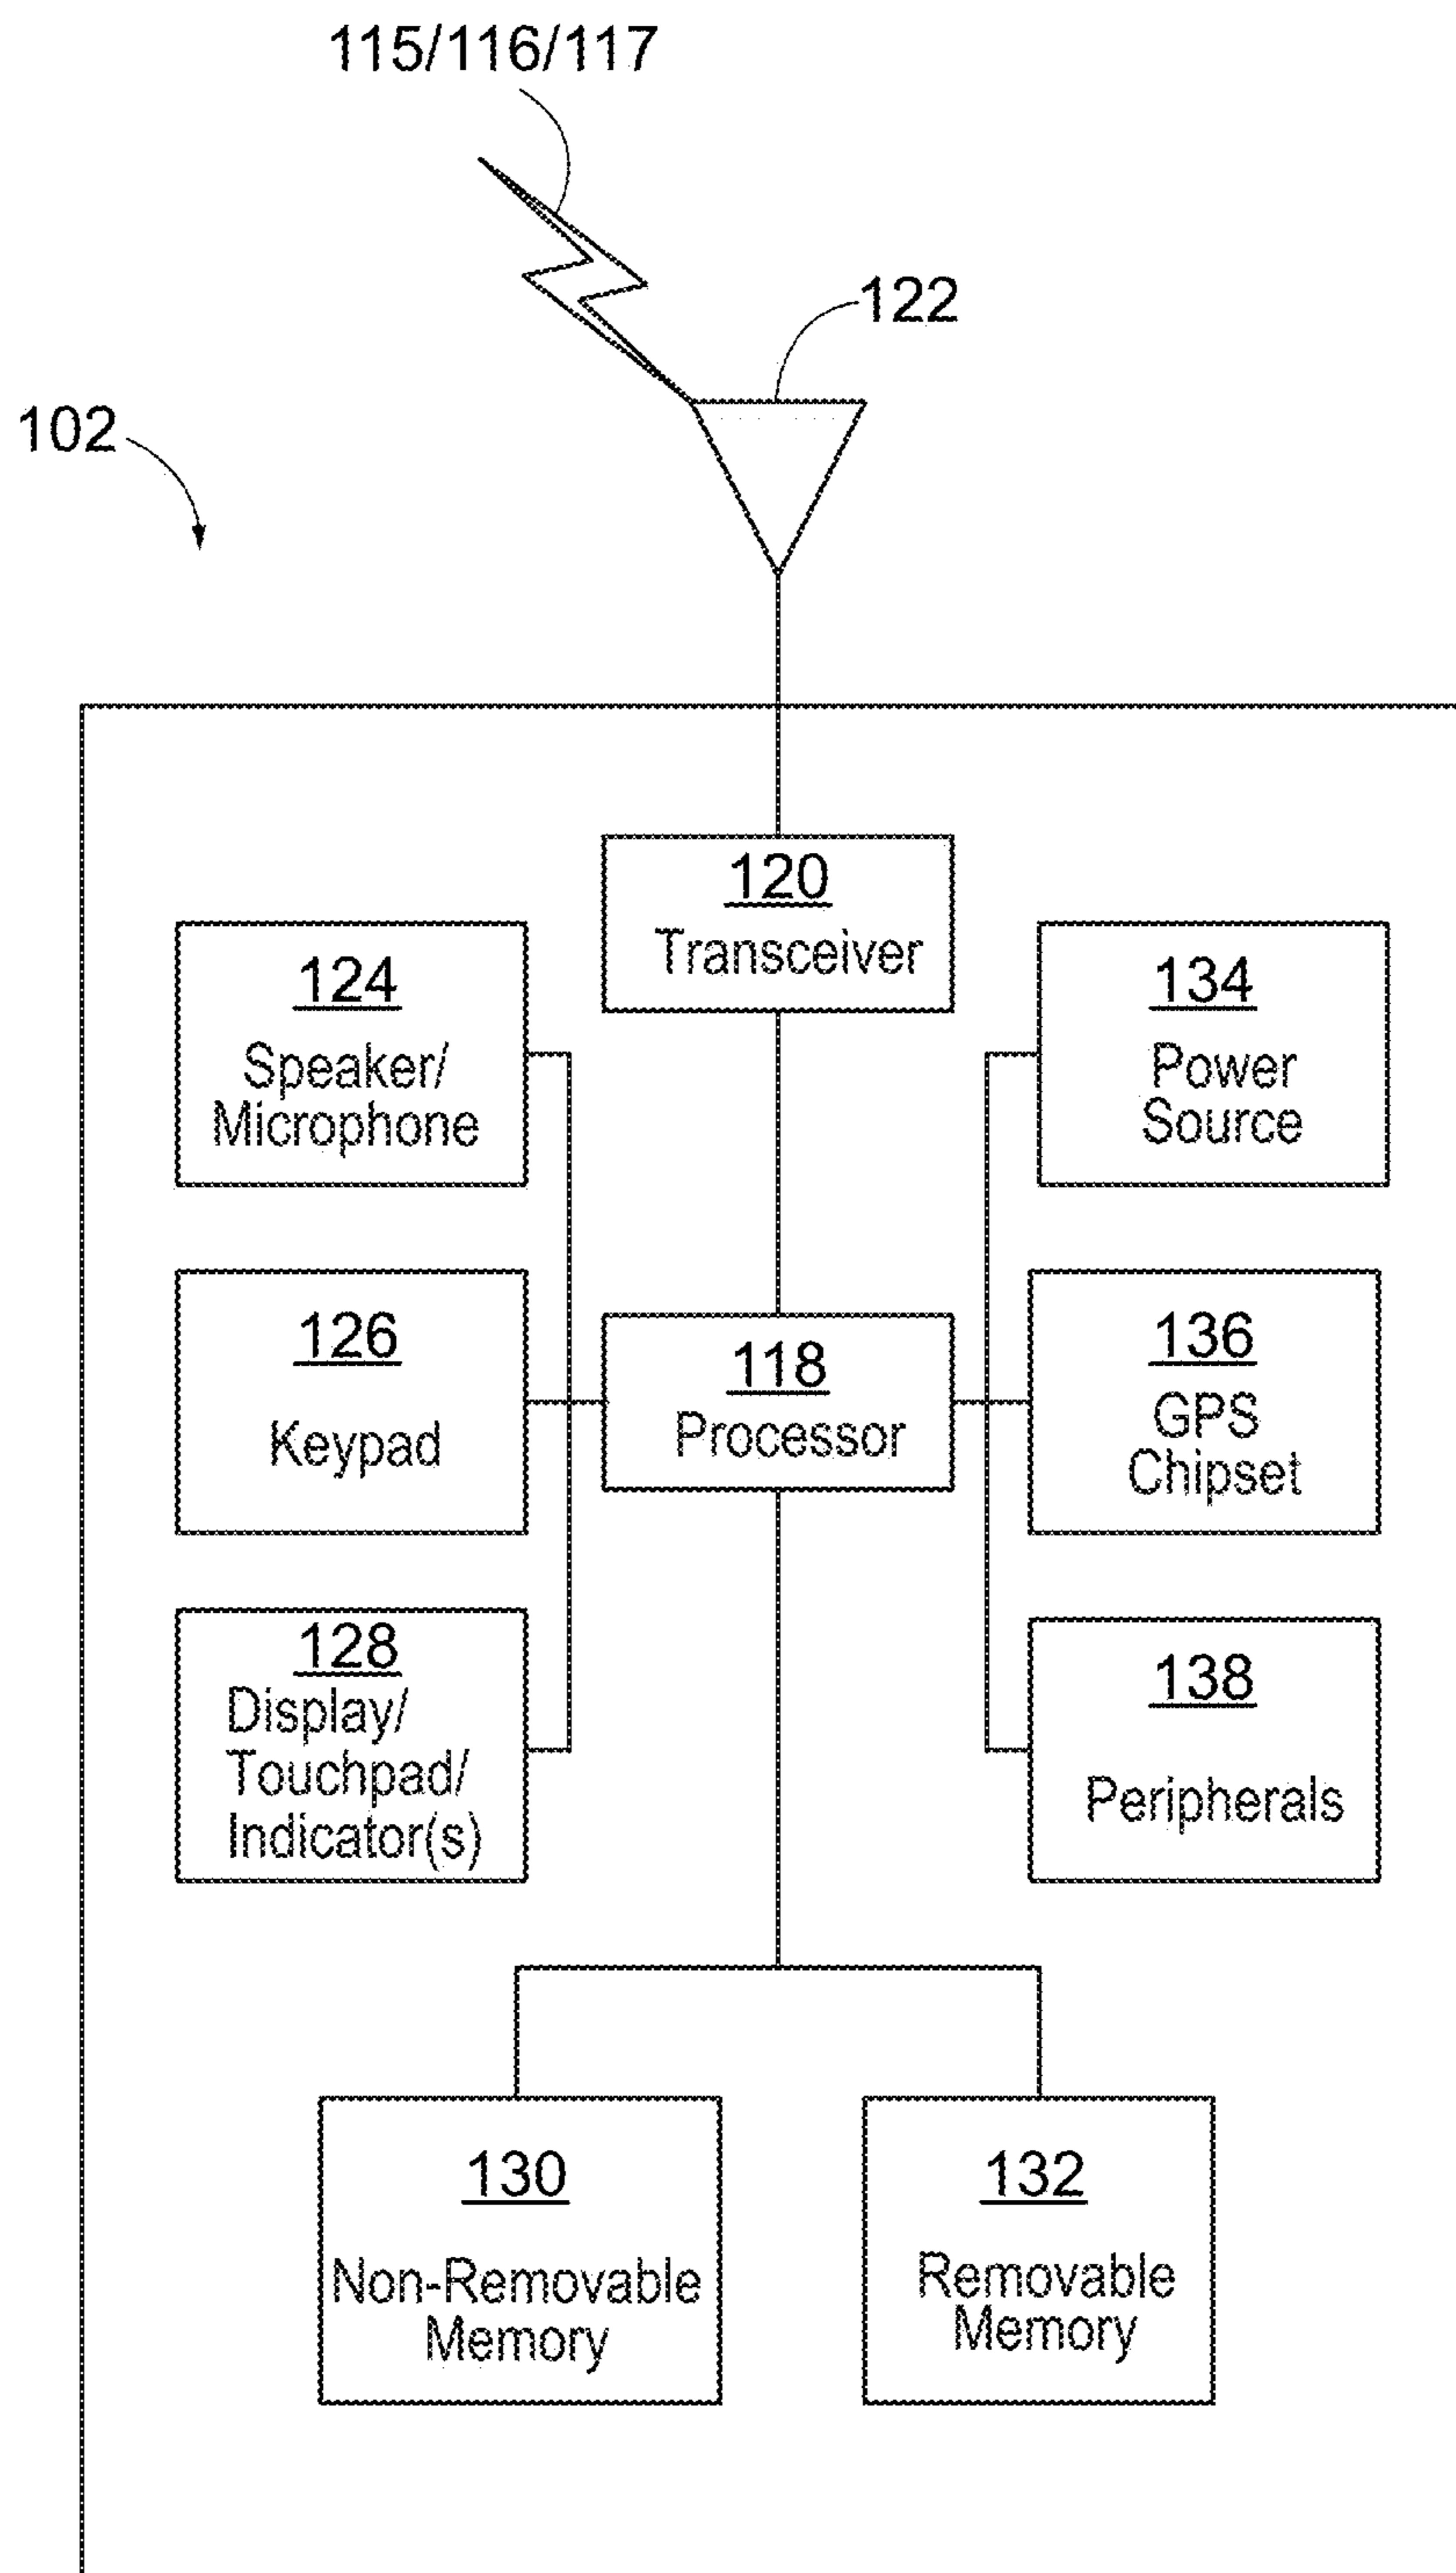 115/116/117
122
102
120
Transceiver
124
Speaker/
Microphone
134
Power
Source
126
Keypad
118
Processor
136
GPS
Chipset
128
Display/
Touchpad/
Indicator(s)
138
Peripherals
130
Non-Removable
Memory
132
Removable
Memory